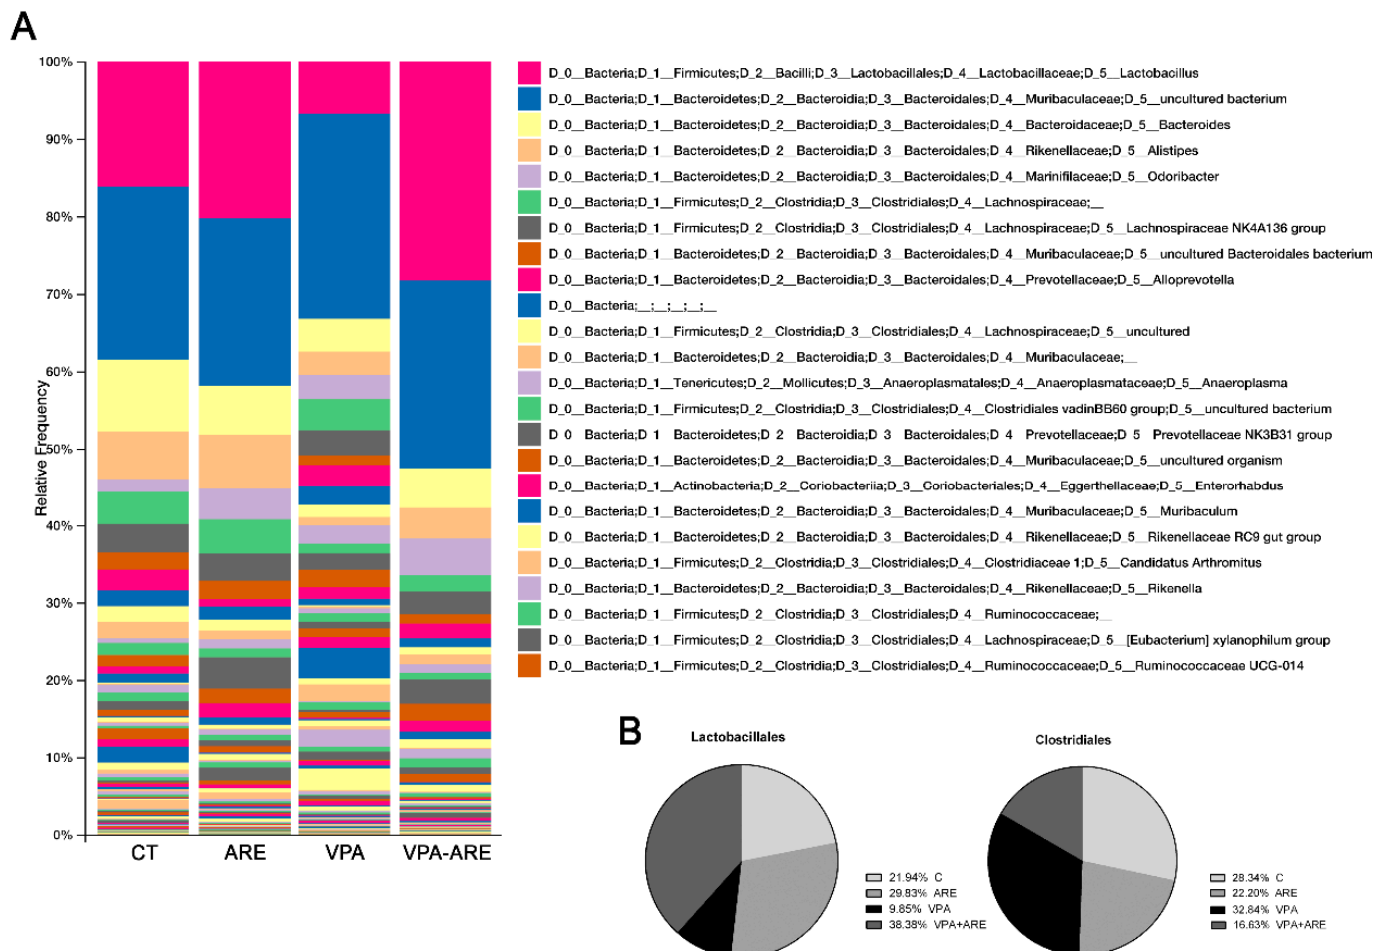 A
100%
90%
80%
70%
60%
50%
40%
30%
20%
10%
0%
Relative Frequency
CT
ARE
VPA
VPA-ARE
D_0__Bacteria;D_1__Firmicutes;D_2__Bacilli;D_3__Lactobacillales;D_4__Lactobacillaceae;D_5__Lactobacillus
D_0__Bacteria;D_1__Bacteroidetes;D_2__Bacteroidia;D_3__Bacteroidales;D_4__Muribaculaceae;D_5__uncultured bacterium
D_0__Bacteria;D_1__Bacteroidetes;D_2__Bacteroidia;D_3__Bacteroidales;D_4__Bacteroidaceae;D_5__Bacteroides
D_0__Bacteria;D_1__Bacteroidetes;D_2__Bacteroidia;D_3__Bacteroidales;D_4__Rikenellaceae;D_5__Alistipes
D_0__Bacteria;D_1__Bacteroidetes;D_2__Bacteroidia;D_3__Bacteroidales;D_4__Marinifilaceae;D_5__Odoribacter
D_0__Bacteria;D_1__Firmicutes;D_2__Clostridia;D_3__Clostridiales;D_4__Lachnospiraceae;__
D_0__Bacteria;D_1__Firmicutes;D_2__Clostridia;D_3__Clostridiales;D_4__Lachnospiraceae;D_5__Lachnospiraceae NK4A136 group
D_0__Bacteria;D_1__Bacteroidetes;D_2__Bacteroidia;D_3__Bacteroidales;D_4__Muribaculaceae;D_5__uncultured Bacteroidales bacterium
D_0__Bacteria;D_1__Bacteroidetes;D_2__Bacteroidia;D_3__Bacteroidales;D_4__Prevotellaceae;D_5__Alloprevotella
D_0__Bacteria;__;__;__;__;__
D_0__Bacteria;D_1__Firmicutes;D_2__Clostridia;D_3__Clostridiales;D_4__Lachnospiraceae;D_5__uncultured
D_0__Bacteria;D_1__Bacteroidetes;D_2__Bacteroidia;D_3__Bacteroidales;D_4__Muribaculaceae;__
D_0__Bacteria;D_1__Tenericutes;D_2__Mollicutes;D_3__Anaeroplasmatales;D_4__Anaeroplasmataceae;D_5__Anaeroplasma
D_0__Bacteria;D_1__Firmicutes;D_2__Clostridia;D_3__Clostridiales;D_4__Clostridiales vadinBB60 group;D_5__uncultured bacterium
D_0__Bacteria;D_1__Bacteroidetes;D_2__Bacteroidia;D_3__Bacteroidales;D_4__Prevotellaceae;D_5__Prevotellaceae NK3B31 group
D_0__Bacteria;D_1__Bacteroidetes;D_2__Bacteroidia;D_3__Bacteroidales;D_4__Muribaculaceae;D_5__uncultured organism
D_0__Bacteria;D_1__Actinobacteria;D_2__Coriobacteriia;D_3__Coriobacteriales;D_4__Eggerthellaceae;D_5__Enterorhabdus
D_0__Bacteria;D_1__Bacteroidetes;D_2__Bacteroidia;D_3__Bacteroidales;D_4__Muribaculaceae;D_5__Muribaculum
D_0__Bacteria;D_1__Bacteroidetes;D_2__Bacteroidia;D_3__Bacteroidales;D_4__Rikenellaceae;D_5__Rikenellaceae RC9 gut group
D_0__Bacteria;D_1__Firmicutes;D_2__Clostridia;D_3__Clostridiales;D_4__Clostridiaceae 1;D_5__Candidatus Arthromitus
D_0__Bacteria;D_1__Bacteroidetes;D_2__Bacteroidia;D_3__Bacteroidales;D_4__Rikenellaceae;D_5__Rikenella
D_0__Bacteria;D_1__Firmicutes;D_2__Clostridia;D_3__Clostridiales;D_4__Ruminococcaceae;__
D_0__Bacteria;D_1__Firmicutes;D_2__Clostridia;D_3__Clostridiales;D_4__Lachnospiraceae;D_5__[Eubacterium] xylanophilum group
D_0__Bacteria;D_1__Firmicutes;D_2__Clostridia;D_3__Clostridiales;D_4__Ruminococcaceae;D_5__Ruminococcaceae UCG-014
B
Lactobacillales
21.94% C
29.83% ARE
9.85% VPA
38.38% VPA+ARE
Clostridiales
28.34% C
22.20% ARE
32.84% VPA
16.63% VPA+ARE